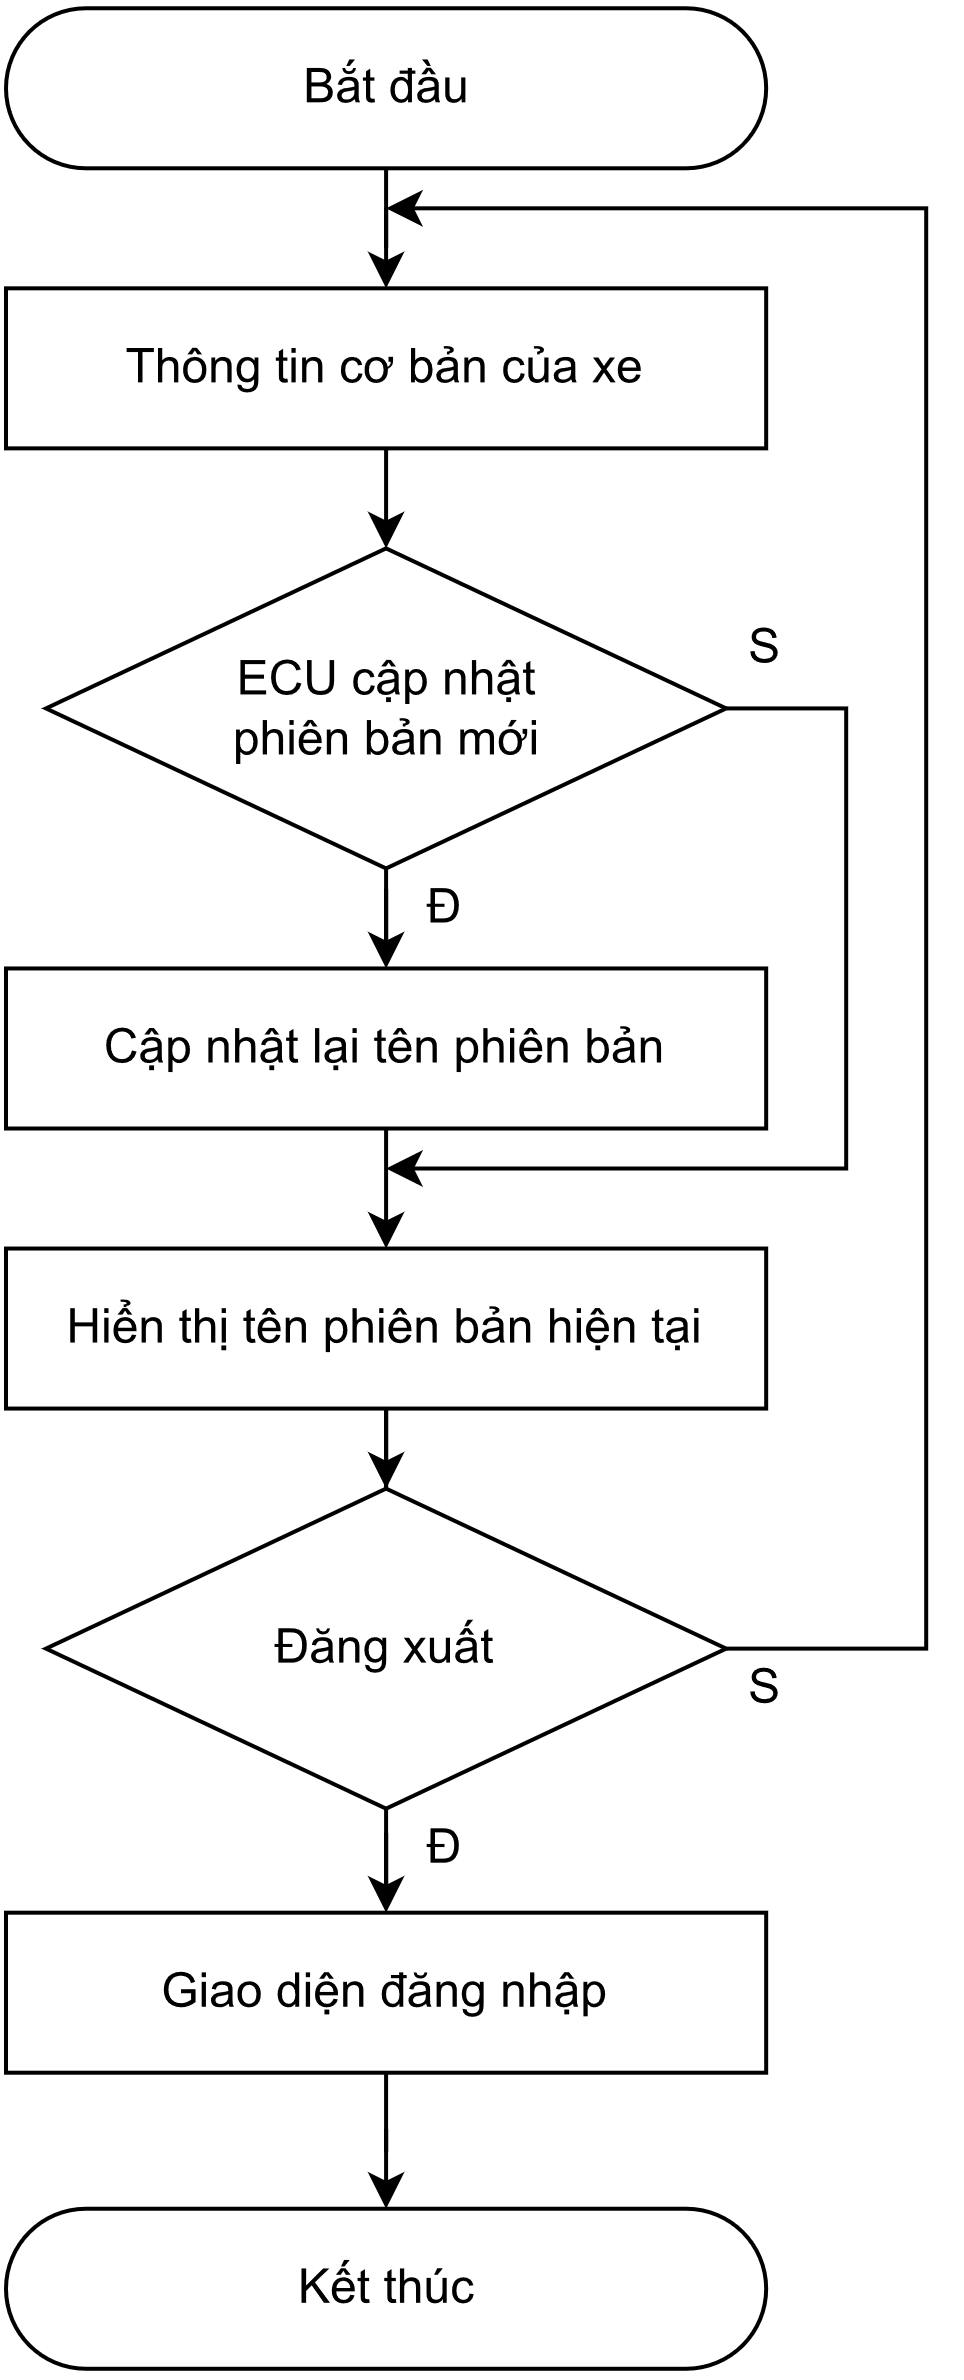 Bắt đầu
Thông tin cơ bản của xe
S
ECU cập nhật
phiên bản mới
Đ
Cập nhật lại tên phiên bản
Hiển thị tên phiên bản hiện tại
Đăng xuất
S
Đ
Giao diện đăng nhập
Kết thúc